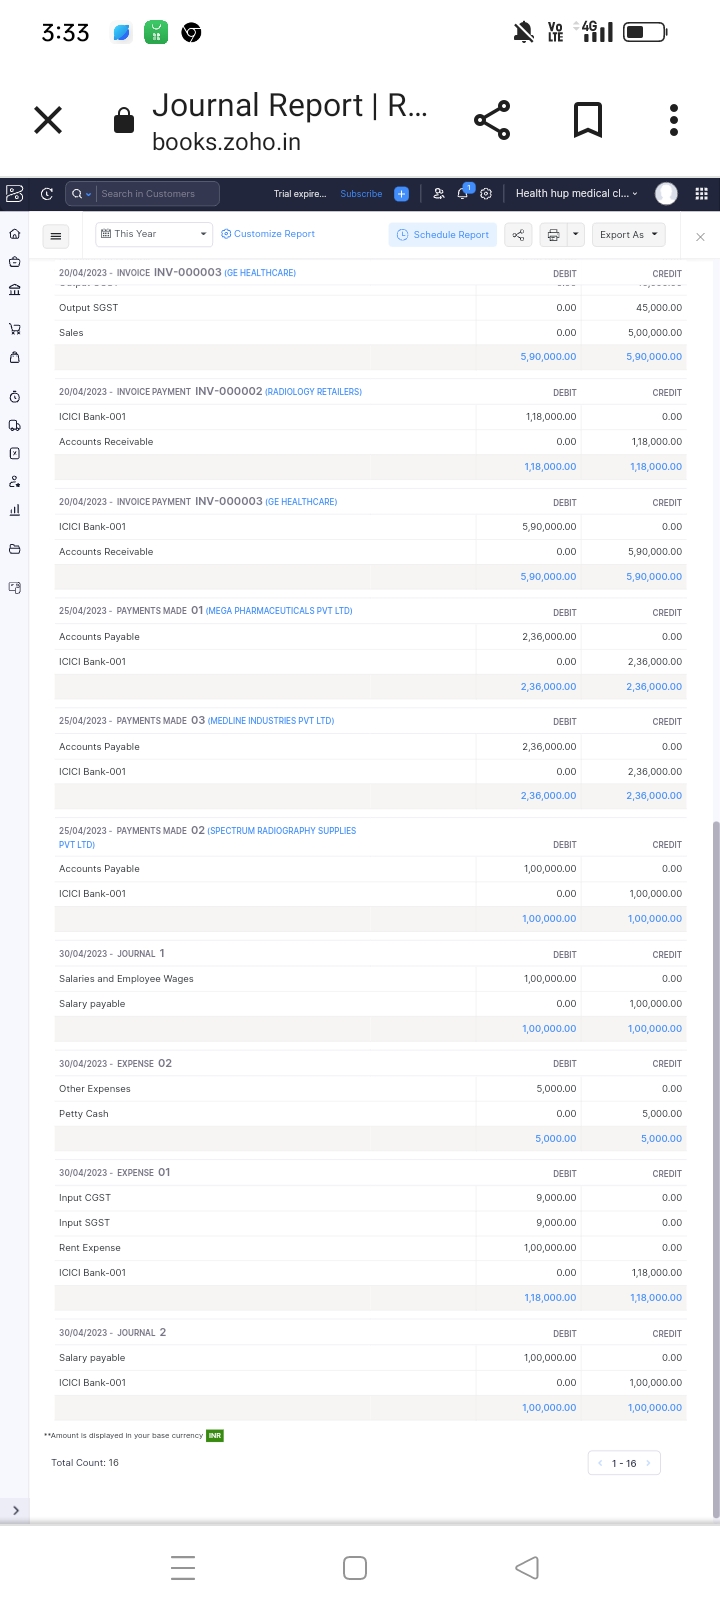 3:33
Vo LTE 4G
Journal Report | R...
books.zoho.in
Search in Customers Trial expire... Subscribe 1 Health hup medical cl...
This Year Customize Report Schedule Report Export As
20/04/2023 - INVOICE INV-000003 (GE HEALTHCARE) DEBIT CREDIT
Output SGST 0.00 45,000.00
Sales 0.00 5,00,000.00
5,90,000.00 5,90,000.00
20/04/2023 - INVOICE PAYMENT INV-000002 (RADIOLOGY RETAILERS) DEBIT CREDIT
ICICI Bank-001 1,18,000.00 0.00
Accounts Receivable 0.00 1,18,000.00
1,18,000.00 1,18,000.00
20/04/2023 - INVOICE PAYMENT INV-000003 (GE HEALTHCARE) DEBIT CREDIT
ICICI Bank-001 5,90,000.00 0.00
Accounts Receivable 0.00 5,90,000.00
5,90,000.00 5,90,000.00
25/04/2023 - PAYMENTS MADE 01 (MEGA PHARMACEUTICALS PVT LTD) DEBIT CREDIT
Accounts Payable 2,36,000.00 0.00
ICICI Bank-001 0.00 2,36,000.00
2,36,000.00 2,36,000.00
25/04/2023 - PAYMENTS MADE 03 (MEDLINE INDUSTRIES PVT LTD) DEBIT CREDIT
Accounts Payable 2,36,000.00 0.00
ICICI Bank-001 0.00 2,36,000.00
2,36,000.00 2,36,000.00
25/04/2023 - PAYMENTS MADE 02 (SPECTRUM RADIOGRAPHY SUPPLIES
PVT LTD) DEBIT CREDIT
Accounts Payable 1,00,000.00 0.00
ICICI Bank-001 0.00 1,00,000.00
1,00,000.00 1,00,000.00
30/04/2023 - JOURNAL 1 DEBIT CREDIT
Salaries and Employee Wages 1,00,000.00 0.00
Salary payable 0.00 1,00,000.00
1,00,000.00 1,00,000.00
30/04/2023 - EXPENSE 02 DEBIT CREDIT
Other Expenses 5,000.00 0.00
Petty Cash 0.00 5,000.00
5,000.00 5,000.00
30/04/2023 - EXPENSE 01 DEBIT CREDIT
Input CGST 9,000.00 0.00
Input SGST 9,000.00 0.00
Rent Expense 1,00,000.00 0.00
ICICI Bank-001 0.00 1,18,000.00
1,18,000.00 1,18,000.00
30/04/2023 - JOURNAL 2 DEBIT CREDIT
Salary payable 1,00,000.00 0.00
ICICI Bank-001 0.00 1,00,000.00
1,00,000.00 1,00,000.00
**Amount is displayed in your base currency INR
Total Count: 16 1 - 16